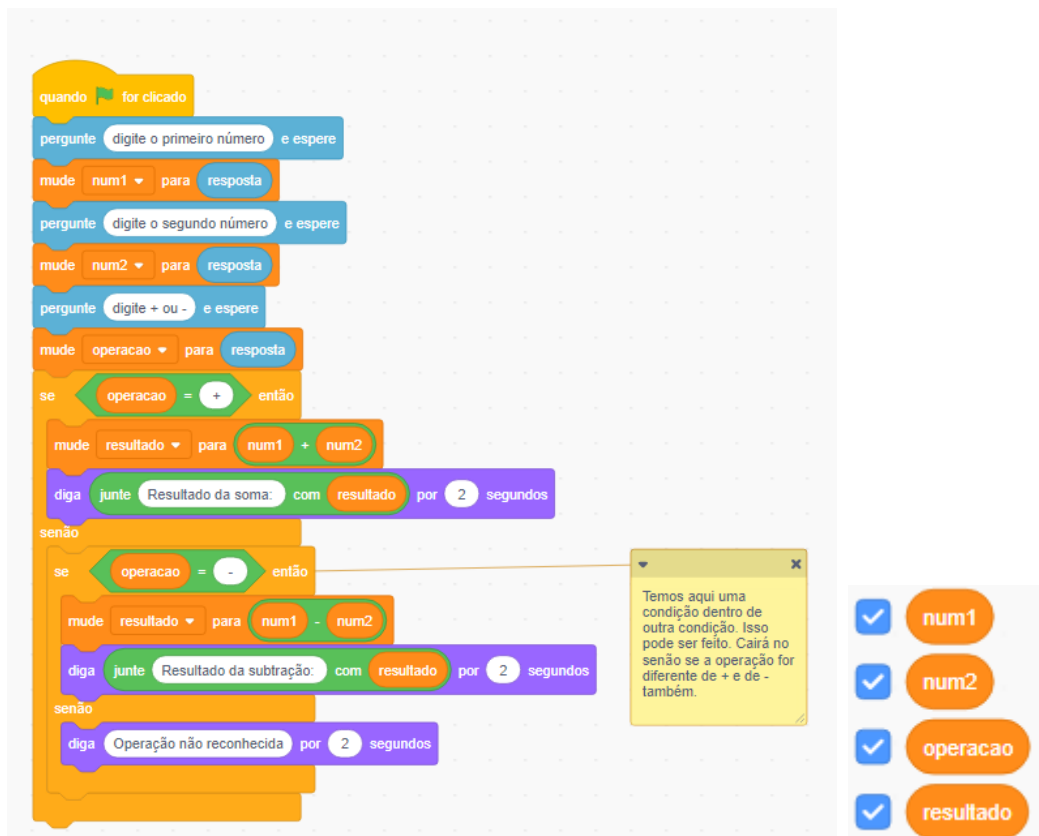 quando for clicado
pergunte digite o primeiro número e espere
mude num1 para resposta
pergunte digite o segundo número e espere
mude num2 para resposta
pergunte digite + ou - e espere
mude operacao para resposta
se operacao = + então
mude resultado para num1 + num2
diga junte Resultado da soma: com resultado por 2 segundos
senão
se operacao = - então
mude resultado para num1 - num2
diga junte Resultado da subtração: com resultado por 2 segundos
senão
diga Operação não reconhecida por 2 segundos
Temos aqui uma
condição dentro de
outra condição. Isso
pode ser feito. Cairá no
senão se a operação for
diferente de + e de -
também.
num1
num2
operacao
resultado